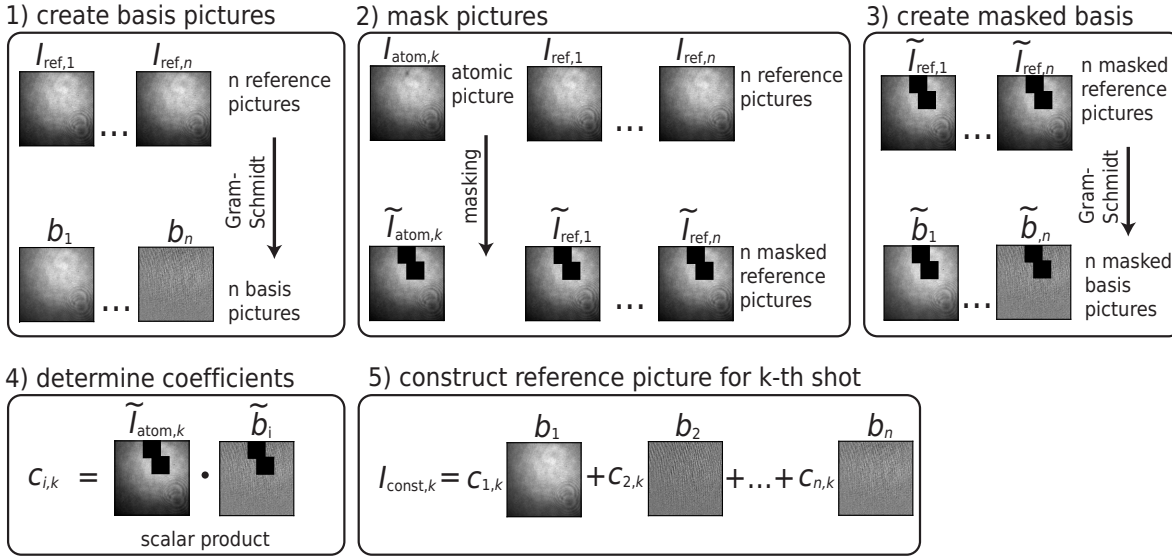 1) create basis pictures
I_ref,1
I_ref,n
n reference
pictures
...
Gram-
Schmidt
b_1
b_n
...
n basis
pictures
2) mask pictures
I_atom,k
atomic
picture
I_ref,1
I_ref,n
n reference
pictures
...
masking
Ĩ_atom,k
Ĩ_ref,1
Ĩ_ref,n
n masked
reference
pictures
...
3) create masked basis
Ĩ_ref,1
Ĩ_ref,n
n masked
reference
pictures
...
Gram-
Schmidt
b̃_1
b̃_,n
n masked
basis
pictures
...
4) determine coefficients
Ĩ_atom,k
b̃_i
c_i,k = •
scalar product
5) construct reference picture for k-th shot
b_1
b_2
b_n
I_const,k = c_1,k + c_2,k +...+ c_n,k